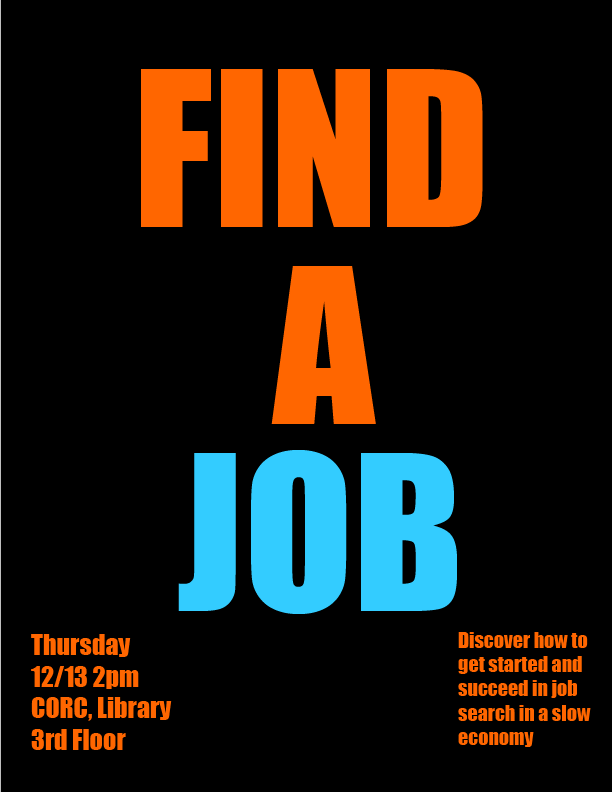 FIND
A
JOB
Thursday
12/13 2pm
CORC, Library
3rd Floor
Discover how to
get started and
succeed in job
search in a slow
economy